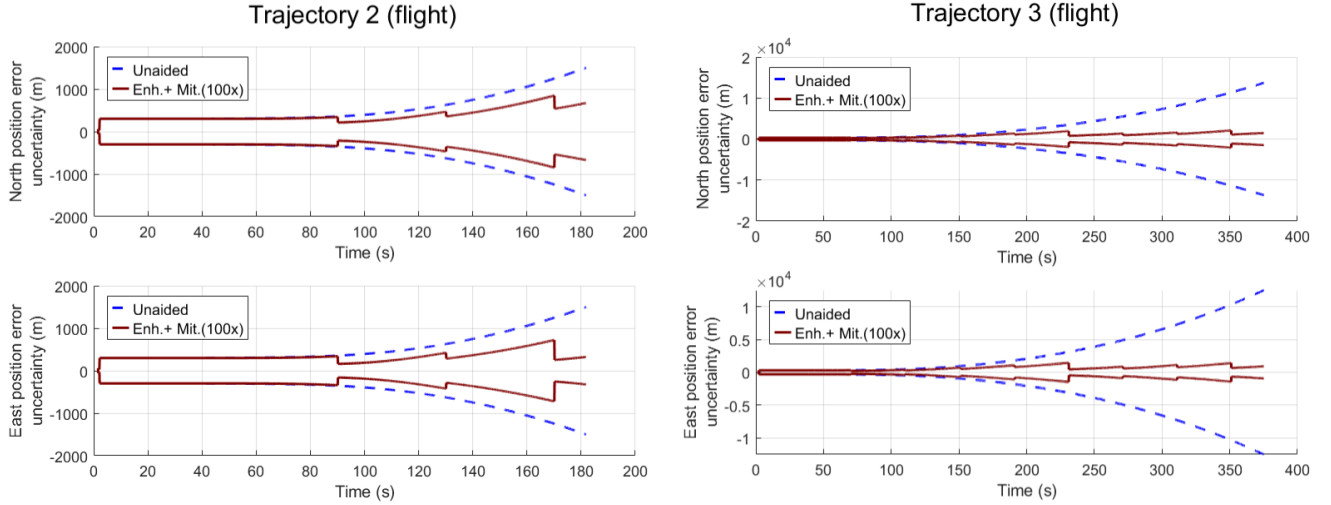 Trajectory 2 (flight)
2000
1000
0
-1000
-2000
North position error
uncertainty (m)
Unaided
Enh.+ Mit.(100x)
0 20 40 60 80 100 120 140 160 180 200
Time (s)
2000
1000
0
-1000
-2000
East position error
uncertainty (m)
Unaided
Enh.+ Mit.(100x)
0 20 40 60 80 100 120 140 160 180 200
Time (s)
Trajectory 3 (flight)
×10⁴
2
1
0
-1
-2
North position error
uncertainty (m)
Unaided
Enh.+ Mit.(100x)
0 50 100 150 200 250 300 350 400
Time (s)
×10⁴
1
0.5
0
-0.5
-1
East position error
uncertainty (m)
Unaided
Enh.+ Mit.(100x)
0 50 100 150 200 250 300 350 400
Time (s)